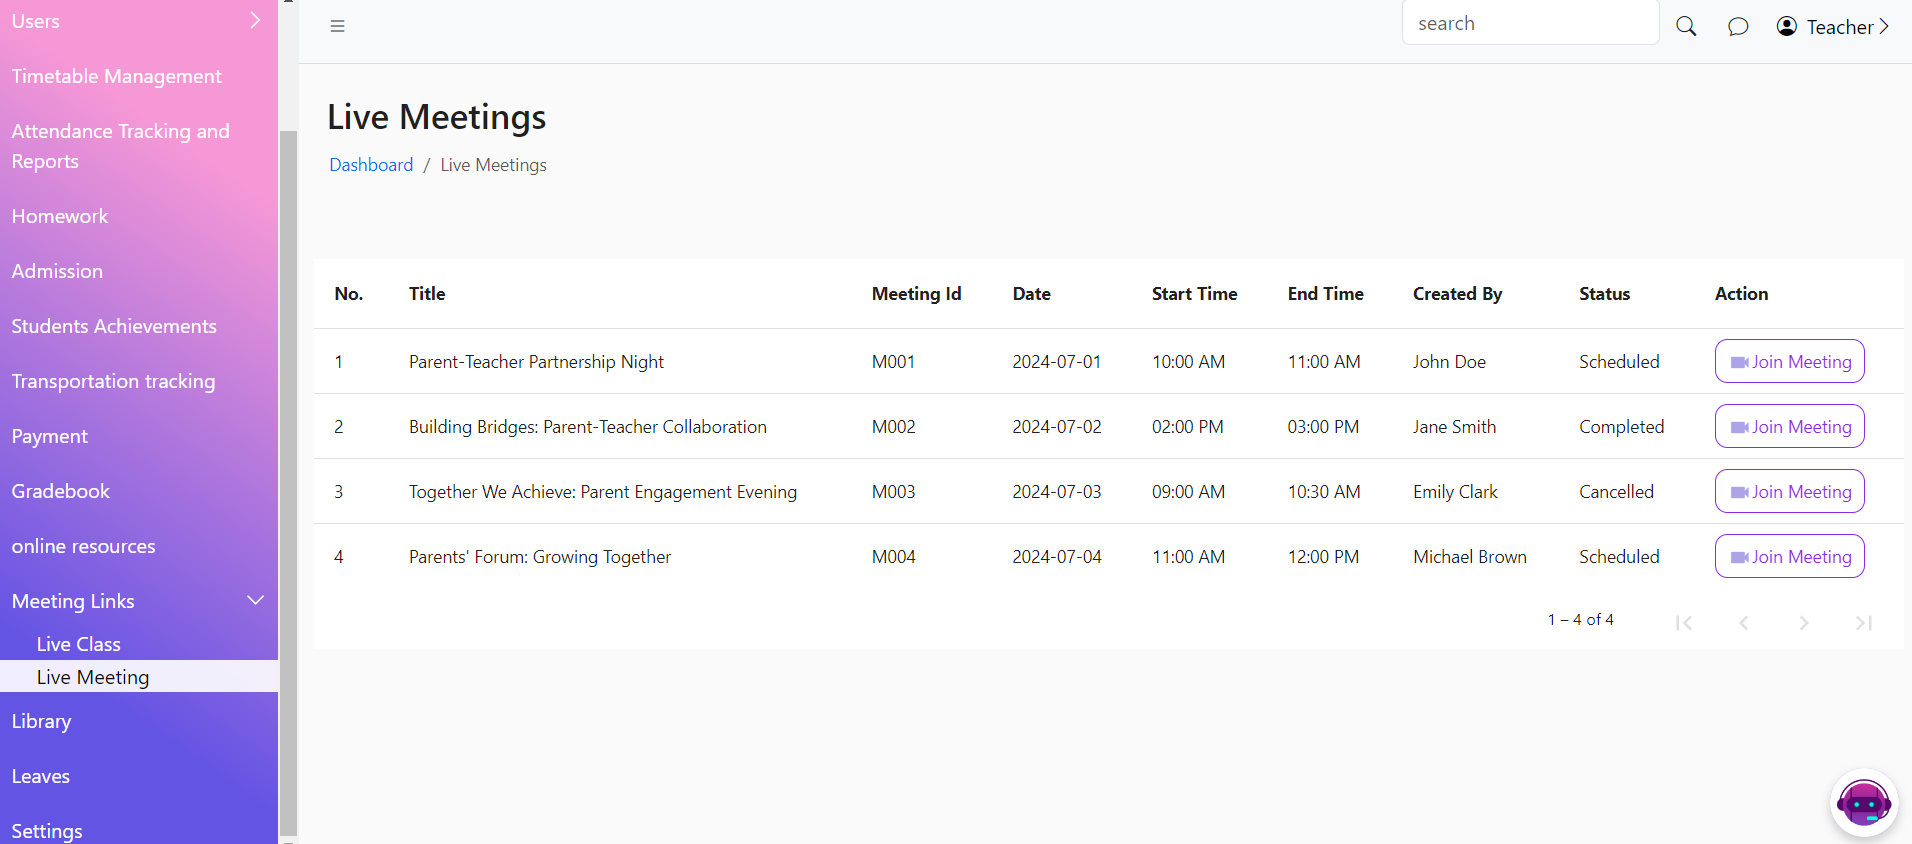 Users
Timetable Management
Attendance Tracking and
Reports
Homework
Admission
Students Achievements
Transportation tracking
Payment
Gradebook
online resources
Meeting Links
Live Class
Live Meeting
Library
Leaves
Settings
search
Teacher
Live Meetings
Dashboard / Live Meetings
No. Title Meeting Id Date Start Time End Time Created By Status Action
1 Parent-Teacher Partnership Night M001 2024-07-01 10:00 AM 11:00 AM John Doe Scheduled Join Meeting
2 Building Bridges: Parent-Teacher Collaboration M002 2024-07-02 02:00 PM 03:00 PM Jane Smith Completed Join Meeting
3 Together We Achieve: Parent Engagement Evening M003 2024-07-03 09:00 AM 10:30 AM Emily Clark Cancelled Join Meeting
4 Parents' Forum: Growing Together M004 2024-07-04 11:00 AM 12:00 PM Michael Brown Scheduled Join Meeting
1 – 4 of 4